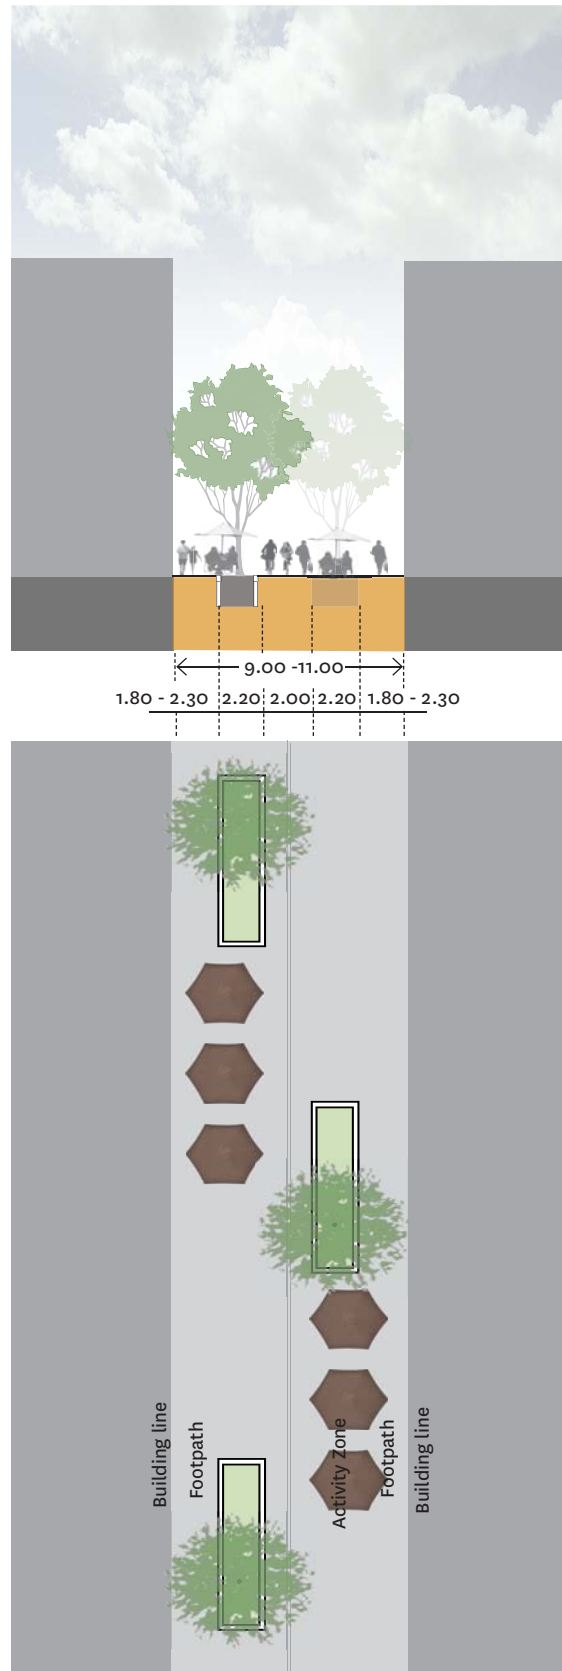 9.00 -11.00
1.80 - 2.30 2.20 2.00 2.20 1.80 - 2.30
Building line
Footpath
Activity Zone
Footpath
Building line